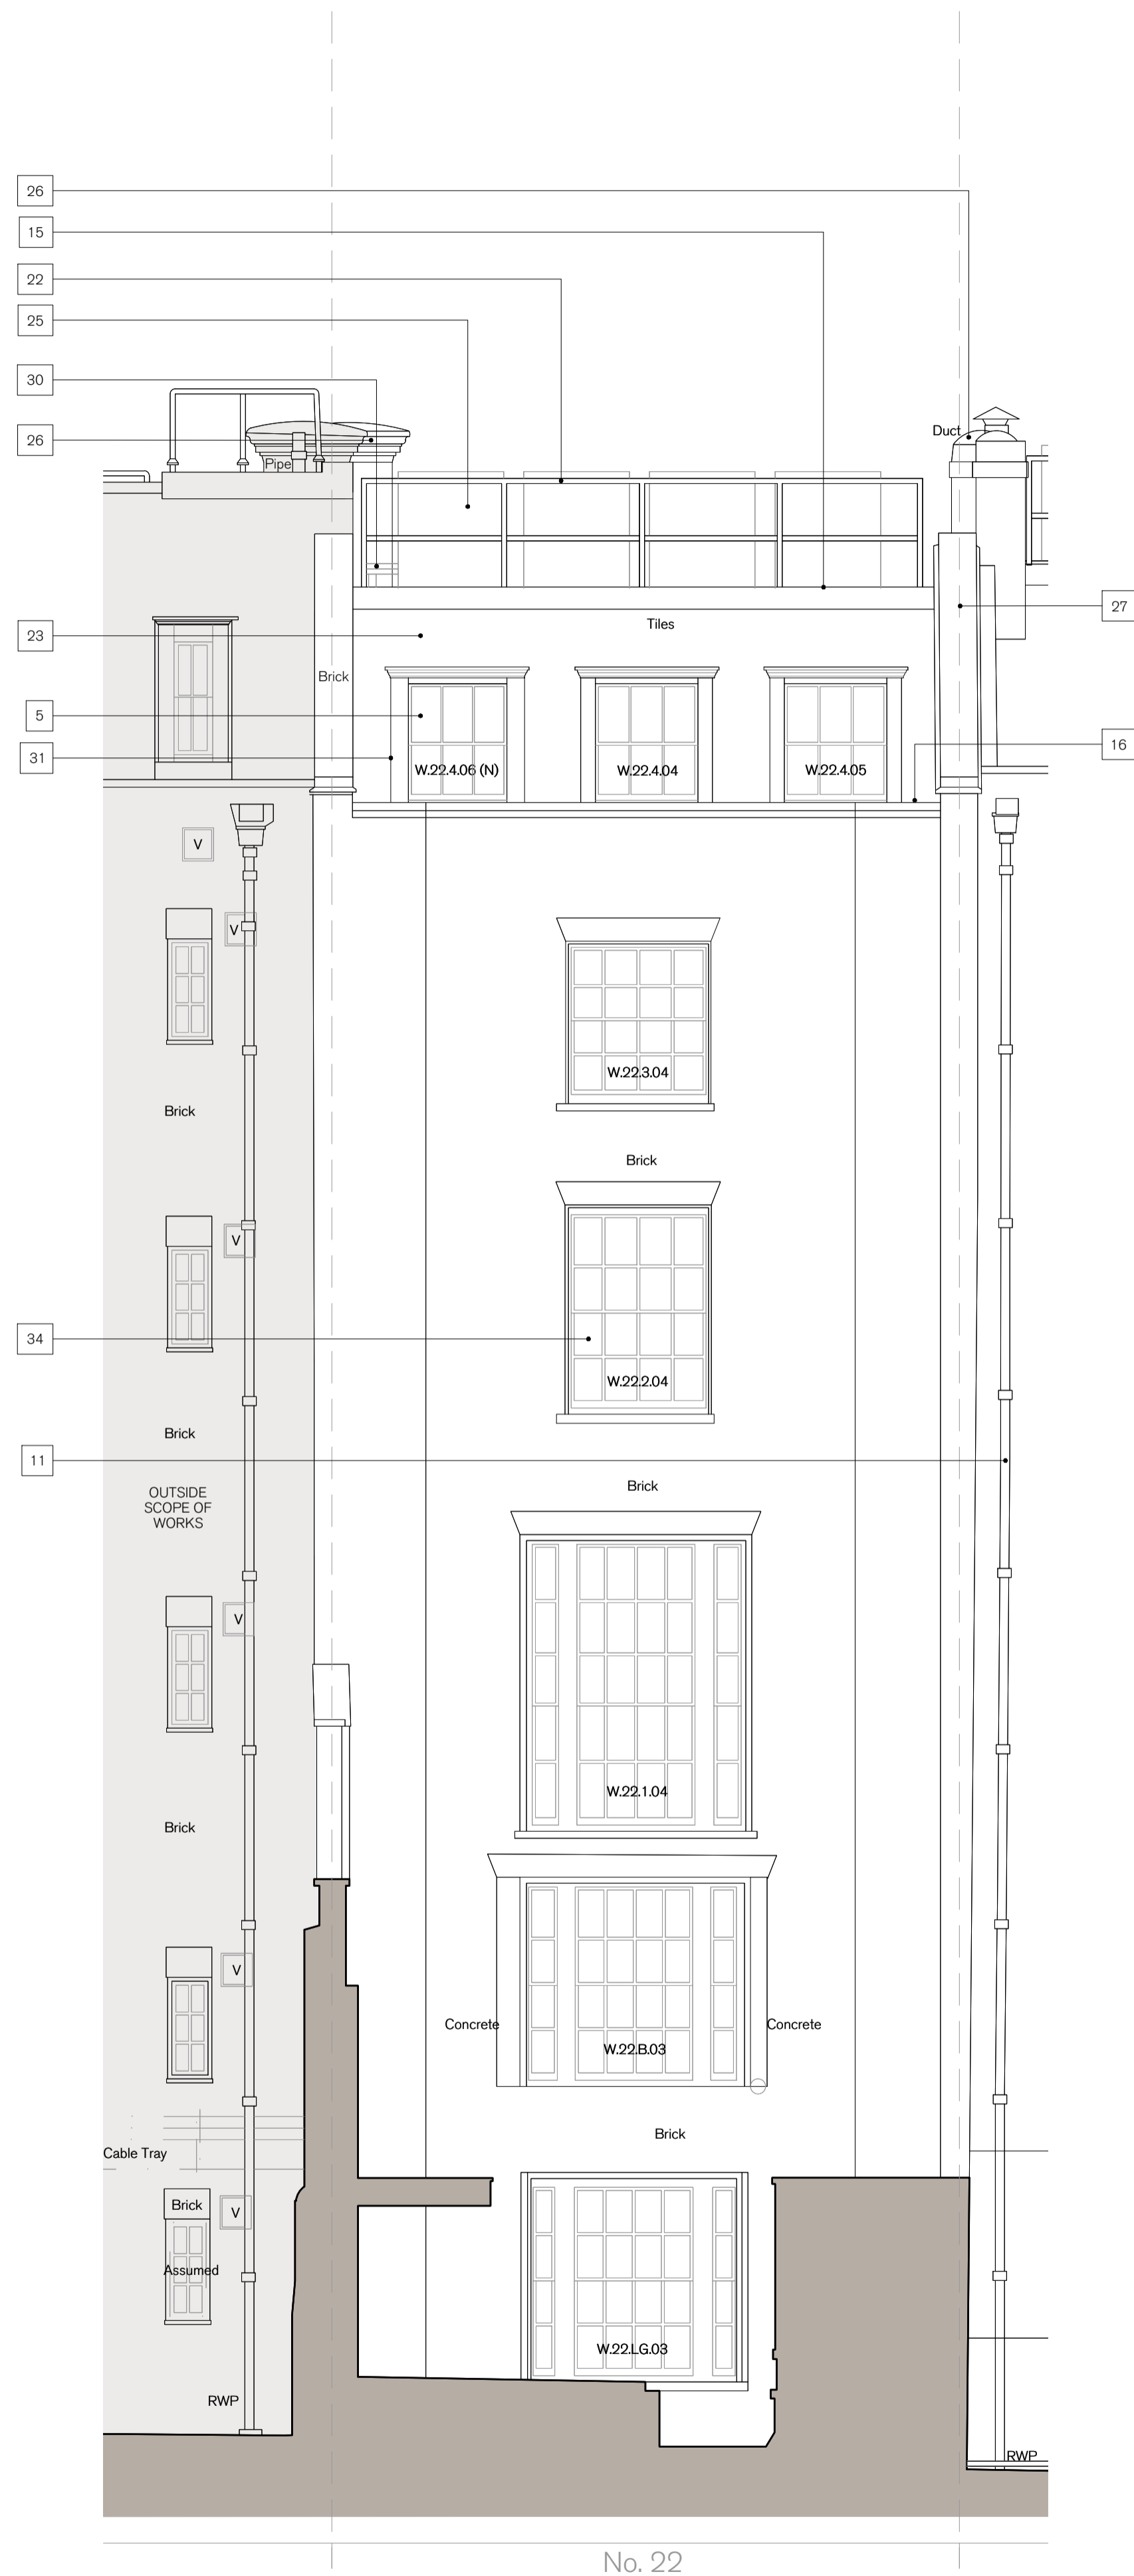 26
15
22
25
30
26
Duct
Pipe
27
Tiles
23
Brick
5
16
31
W.22.4.06 (N)
W.22.4.04
W.22.4.05
V
V
W.22.3.04
Brick
Brick
V
34
W.22.2.04
Brick
11
Brick
OUTSIDE
SCOPE OF
WORKS
V
W.22.1.04
Brick
V
Concrete
Concrete
W.22.B.03
Brick
Cable Tray
Brick
V
Assumed
W.22.LG.03
RWP
RWP
No. 22